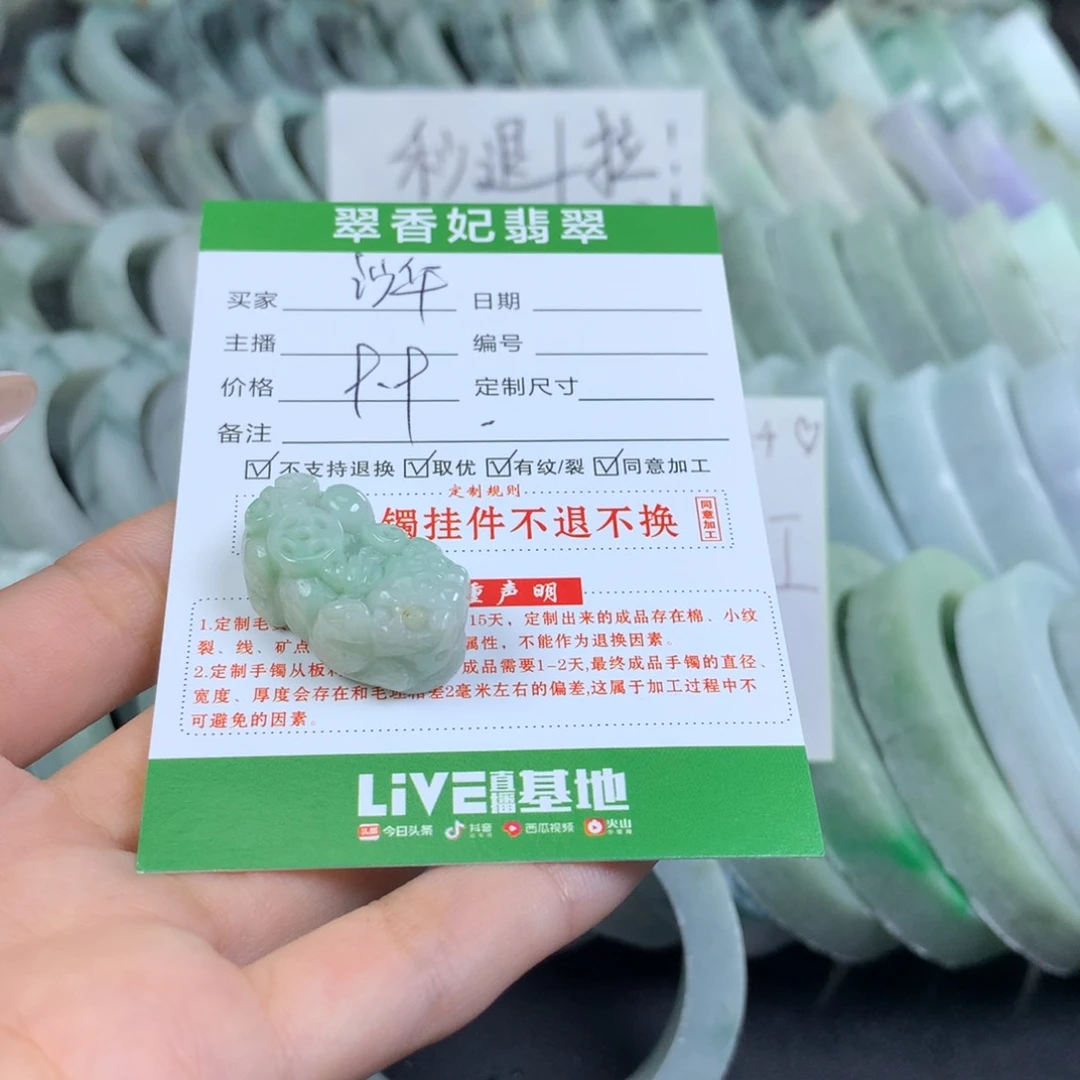 秒退
翠香妃翡翠
买家 日期
主播 编号
价格 定制尺寸
备注
不支持退换 取优 有纹/裂 同意加工
定制规则
镯挂件不退不换
同意加工
重声明
1.定制毛 15天，定制出来的成品存在棉、小纹
裂、线、矿点 属性，不能作为退换因素。
2.定制手镯从板 成品需要1-2天,最终成品手镯的直径、
宽度、厚度会存在和毛坯相差2毫米左右的偏差,这属于加工过程中不
可避免的因素。
LiVE直播基地
头条 今日头条 抖音 西瓜视频 火山